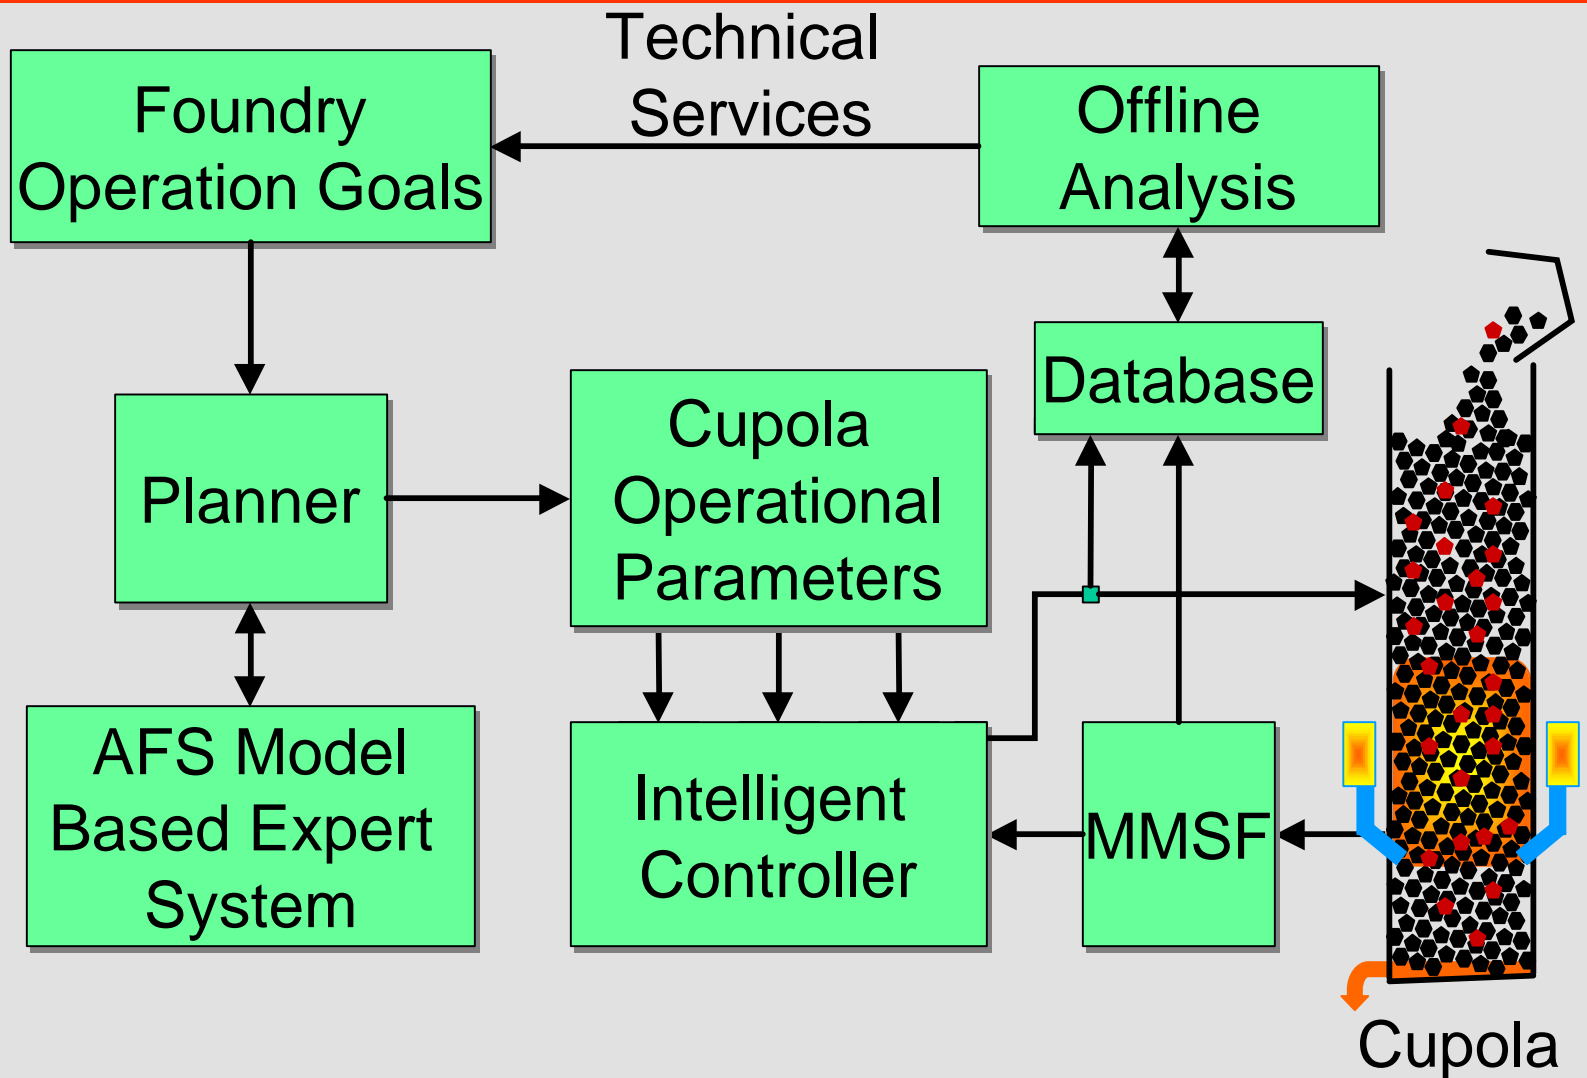 Technical
Services
Foundry
Operation Goals
Offline
Analysis
Database
Cupola
Operational
Parameters
Planner
AFS Model
Based Expert
System
Intelligent
Controller
MMSF
Cupola